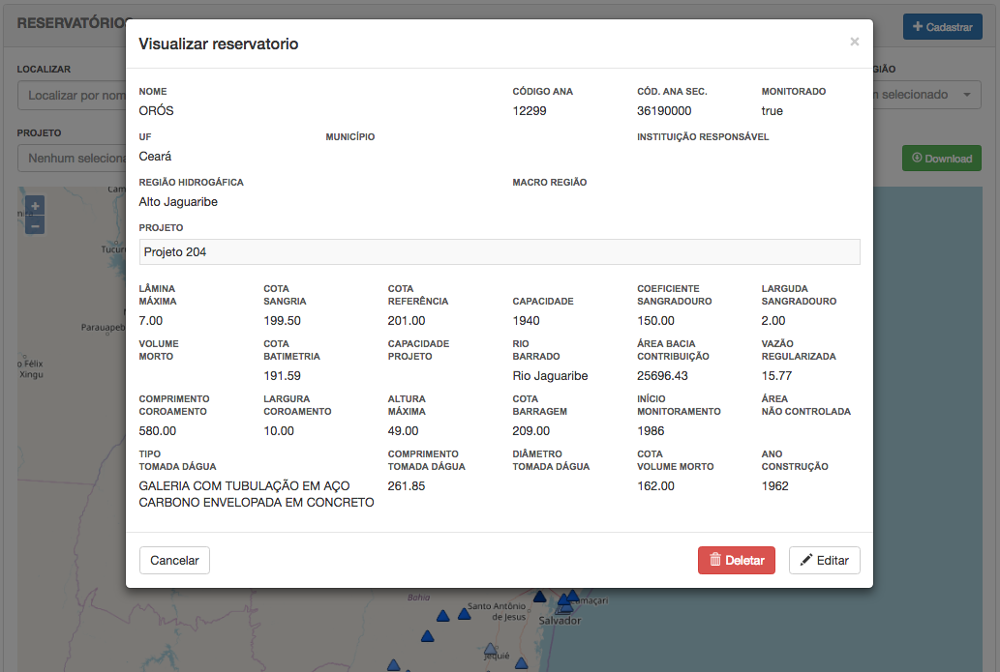 RESERVATÓRIOS
Cadastrar
Visualizar reservatorio
×
LOCALIZAR
Localizar por nom
GIÃO
selecionado
PROJETO
Nenhum seleciona
Download
NOME
CÓDIGO ANA
CÓD. ANA SEC.
MONITORADO
ORÓS
12299
36190000
true
UF
MUNICÍPIO
INSTITUIÇÃO RESPONSÁVEL
Ceará
REGIÃO HIDROGÁFICA
MACRO REGIÃO
Alto Jaguaribe
PROJETO
Projeto 204
LÂMINA
MÁXIMA
COTA
SANGRIA
COTA
REFERÊNCIA
CAPACIDADE
COEFICIENTE
SANGRADOURO
LARGUDA
SANGRADOURO
7.00
199.50
201.00
1940
150.00
2.00
VOLUME
MORTO
COTA
BATIMETRIA
CAPACIDADE
PROJETO
RIO
BARRADO
ÁREA BACIA
CONTRIBUIÇÃO
VAZÃO
REGULARIZADA
191.59
Rio Jaguaribe
25696.43
15.77
COMPRIMENTO
COROAMENTO
LARGURA
COROAMENTO
ALTURA
MÁXIMA
COTA
BARRAGEM
INÍCIO
MONITORAMENTO
ÁREA
NÃO CONTROLADA
580.00
10.00
49.00
209.00
1986
TIPO
TOMADA DÁGUA
COMPRIMENTO
TOMADA DÁGUA
DIÂMETRO
TOMADA DÁGUA
COTA
VOLUME MORTO
ANO
CONSTRUÇÃO
GALERIA COM TUBULAÇÃO EM AÇO
CARBONO ENVELOPADA EM CONCRETO
261.85
162.00
1962
Cancelar
Deletar
Editar
+
−
Cam
Tucuru
Parauapeb
o Félix
Xingu
Bahia
Santo Antônio
de Jesus
Camaçari
Salvador
Jequié